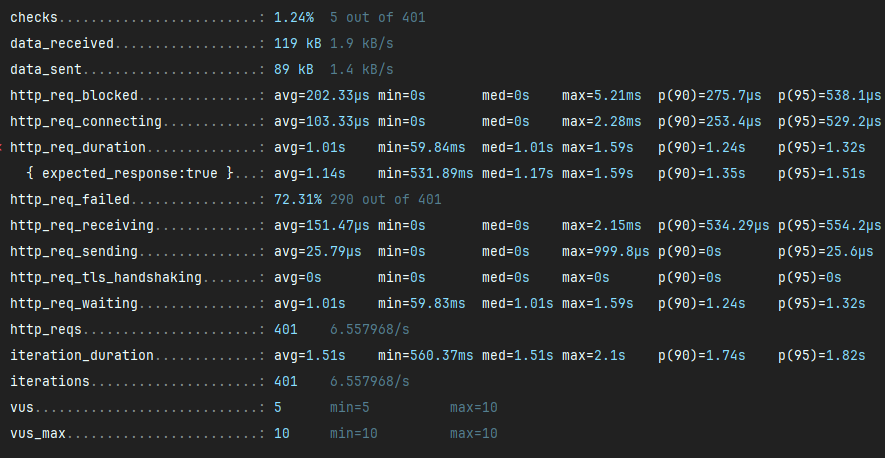 checks.........................: 1.24%  5 out of 401
data_received..................: 119 kB 1.9 kB/s
data_sent......................: 89 kB  1.4 kB/s
http_req_blocked...............: avg=202.33µs min=0s       med=0s    max=5.21ms  p(90)=275.7µs  p(95)=538.1µs
http_req_connecting............: avg=103.33µs min=0s       med=0s    max=2.28ms  p(90)=253.4µs  p(95)=529.2µs
http_req_duration..............: avg=1.01s    min=59.84ms  med=1.01s max=1.59s   p(90)=1.24s    p(95)=1.32s
  { expected_response:true }...: avg=1.14s    min=531.89ms med=1.17s max=1.59s   p(90)=1.35s    p(95)=1.51s
http_req_failed................: 72.31% 290 out of 401
http_req_receiving.............: avg=151.47µs min=0s       med=0s    max=2.15ms  p(90)=534.29µs p(95)=554.2µs
http_req_sending...............: avg=25.79µs  min=0s       med=0s    max=999.8µs p(90)=0s       p(95)=25.6µs
http_req_tls_handshaking.......: avg=0s       min=0s       med=0s    max=0s      p(90)=0s       p(95)=0s
http_req_waiting...............: avg=1.01s    min=59.83ms  med=1.01s max=1.59s   p(90)=1.24s    p(95)=1.32s
http_reqs......................: 401    6.557968/s
iteration_duration.............: avg=1.51s    min=560.37ms med=1.51s max=2.1s    p(90)=1.74s    p(95)=1.82s
iterations.....................: 401    6.557968/s
vus............................: 5      min=5          max=10
vus_max........................: 10     min=10         max=10